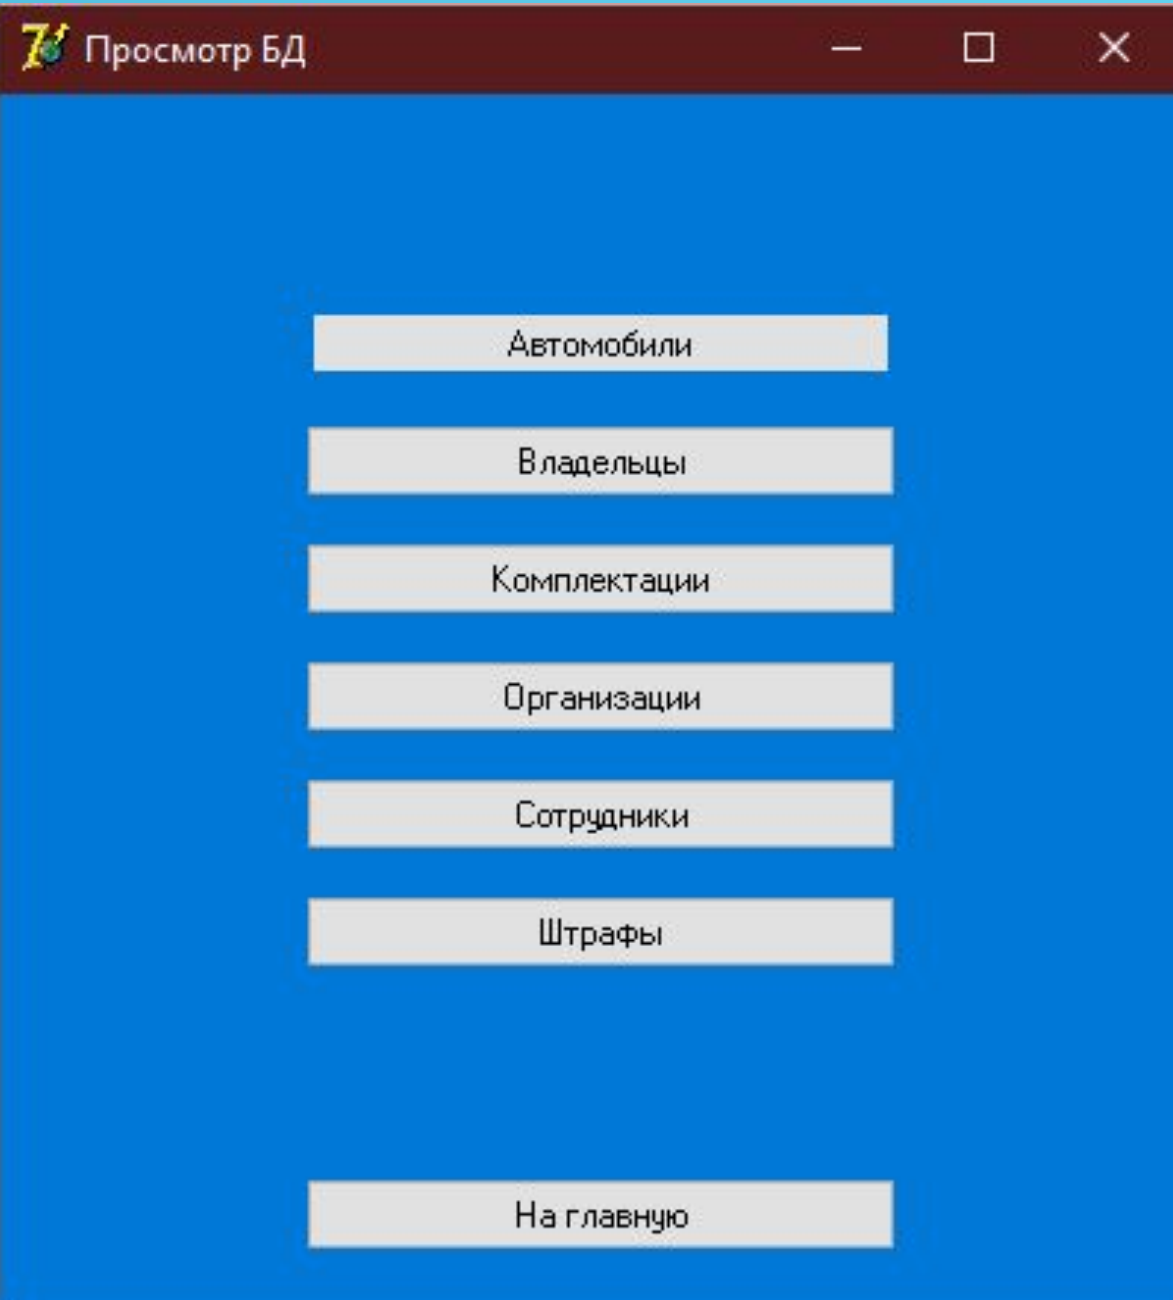 Просмотр БД
Автомобили
Владельцы
Комплектации
Организации
Сотрудники
Штрафы
На главную